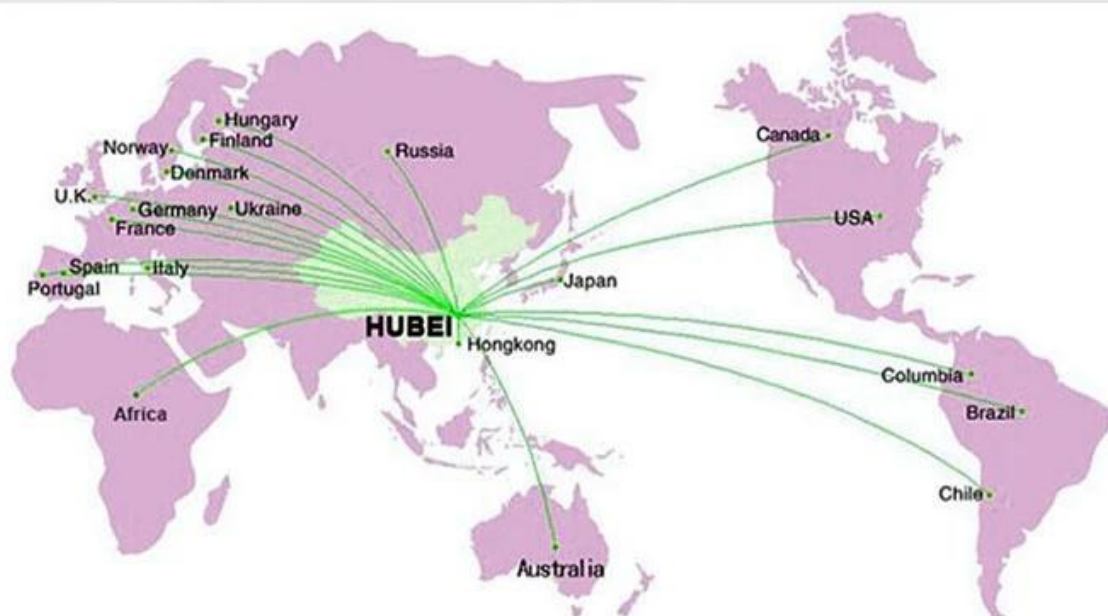 Hungary
Finland
Norway
Russia
Canada
Denmark
U.K.
Germany
Ukraine
USA
France
Spain
Italy
Japan
Portugal
HUBEI
Hongkong
Columbia
Africa
Brazil
Chile
Australia